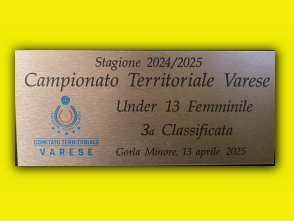 Stagione 2024/2025
Campionato Territoriale Varese
Under 13 Femminile
3a Classificata
COMITATO TERRITORIALE
VARESE
Gorla Minore, 13 aprile 2025